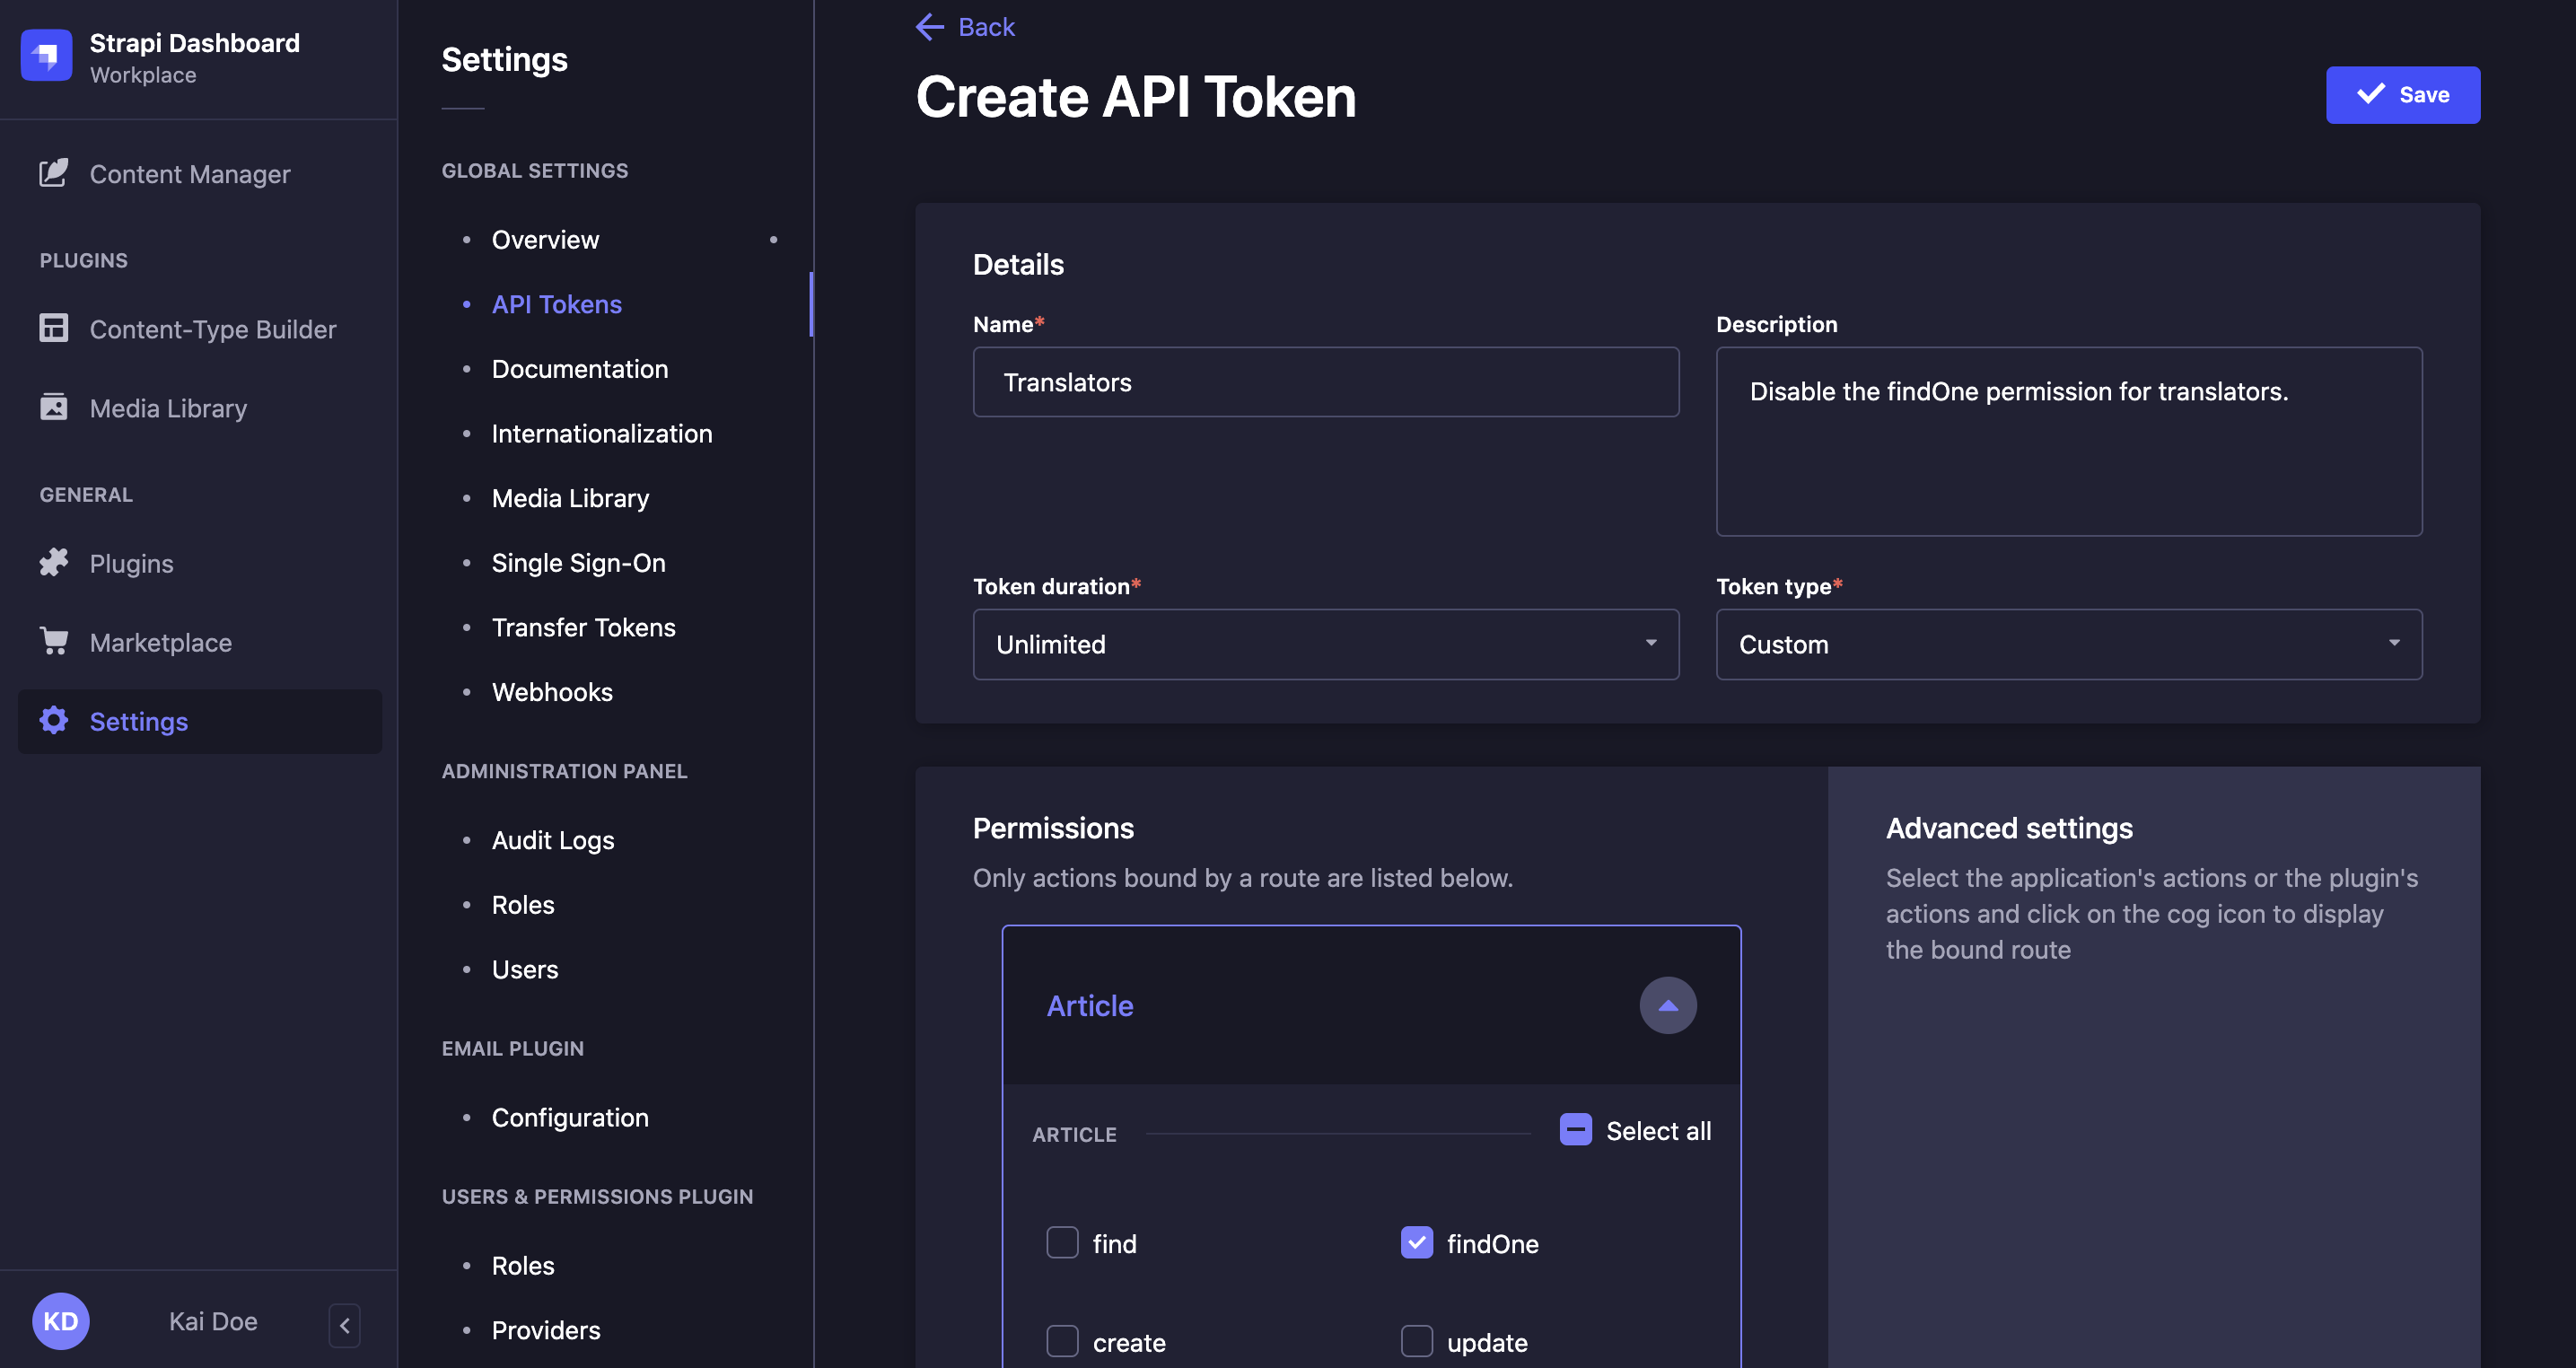 Strapi Dashboard
Workplace
Content Manager
PLUGINS
Content-Type Builder
Media Library
GENERAL
Plugins
Marketplace
Settings
KD
Kai Doe
Settings
GLOBAL SETTINGS
Overview
API Tokens
Documentation
Internationalization
Media Library
Single Sign-On
Transfer Tokens
Webhooks
ADMINISTRATION PANEL
Audit Logs
Roles
Users
EMAIL PLUGIN
Configuration
USERS & PERMISSIONS PLUGIN
Roles
Providers
Back
Create API Token
Save
Details
Name*
Translators
Description
Disable the findOne permission for translators.
Token duration*
Unlimited
Token type*
Custom
Permissions
Only actions bound by a route are listed below.
Article
ARTICLE
Select all
find
findOne
create
update
Advanced settings
Select the application's actions or the plugin's
actions and click on the cog icon to display
the bound route